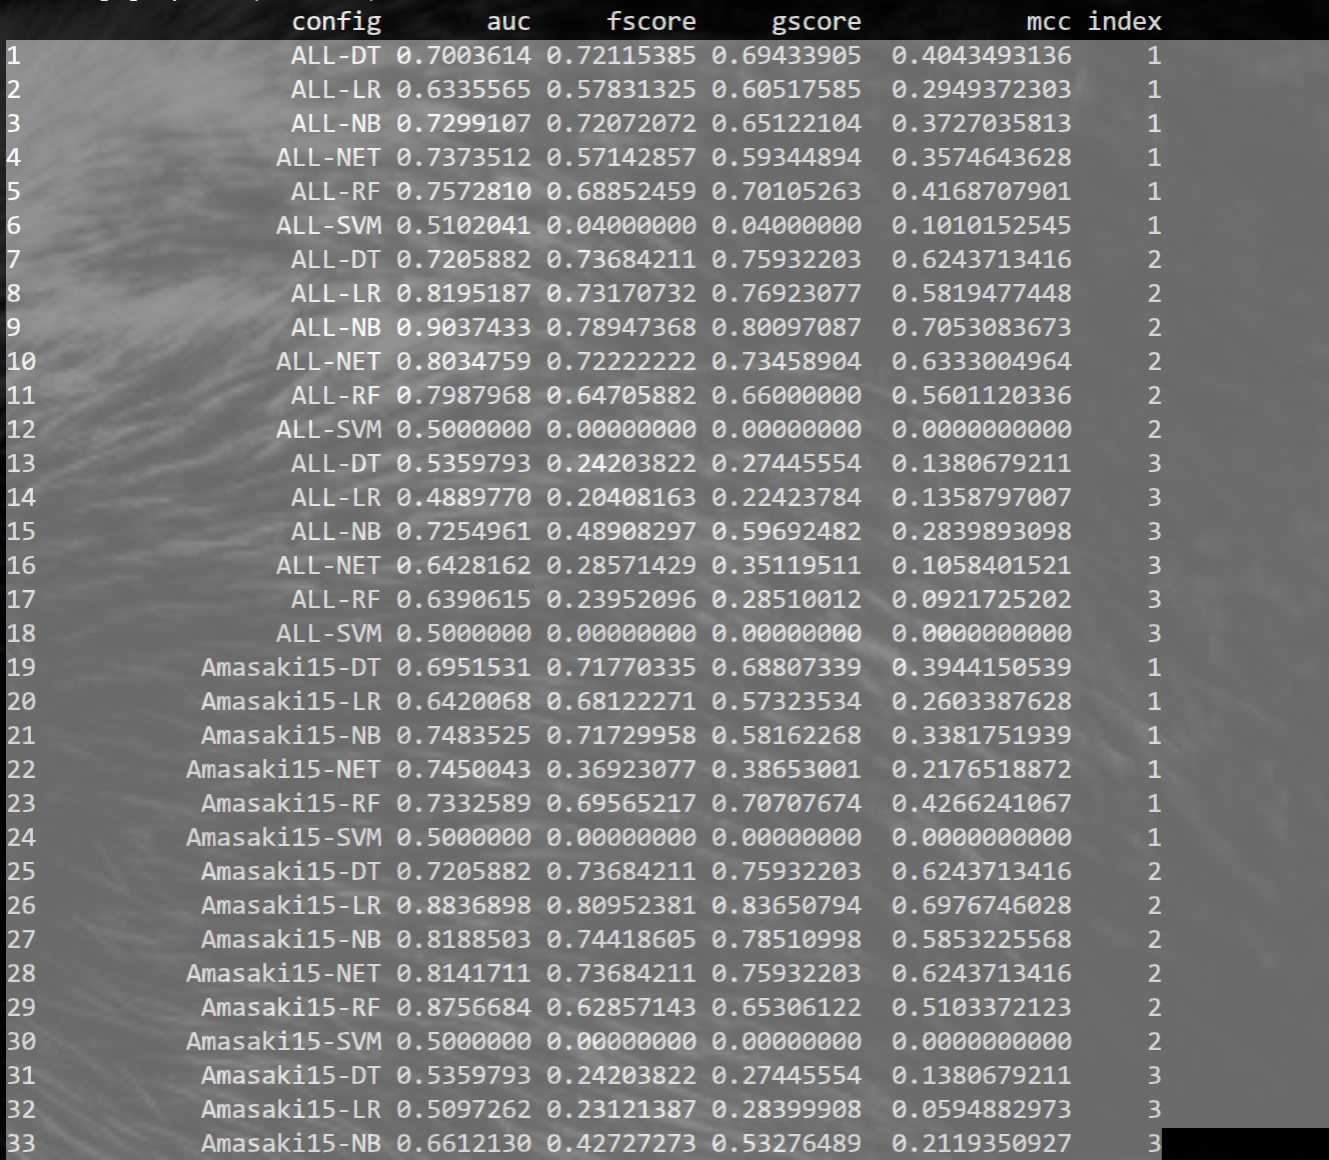 config auc fscore gscore mcc index
1 ALL-DT 0.7003614 0.72115385 0.69433905 0.4043493136 1
2 ALL-LR 0.6335565 0.57831325 0.60517585 0.2949372303 1
3 ALL-NB 0.7299107 0.72072072 0.65122104 0.3727035813 1
4 ALL-NET 0.7373512 0.57142857 0.59344894 0.3574643628 1
5 ALL-RF 0.7572810 0.68852459 0.70105263 0.4168707901 1
6 ALL-SVM 0.5102041 0.04000000 0.04000000 0.1010152545 1
7 ALL-DT 0.7205882 0.73684211 0.75932203 0.6243713416 2
8 ALL-LR 0.8195187 0.73170732 0.76923077 0.5819477448 2
9 ALL-NB 0.9037433 0.78947368 0.80097087 0.7053083673 2
10 ALL-NET 0.8034759 0.72222222 0.73458904 0.6333004964 2
11 ALL-RF 0.7987968 0.64705882 0.66000000 0.5601120336 2
12 ALL-SVM 0.5000000 0.00000000 0.00000000 0.0000000000 2
13 ALL-DT 0.5359793 0.24203822 0.27445554 0.1380679211 3
14 ALL-LR 0.4889770 0.20408163 0.22423784 0.1358797007 3
15 ALL-NB 0.7254961 0.48908297 0.59692482 0.2839893098 3
16 ALL-NET 0.6428162 0.28571429 0.35119511 0.1058401521 3
17 ALL-RF 0.6390615 0.23952096 0.28510012 0.0921725202 3
18 ALL-SVM 0.5000000 0.00000000 0.00000000 0.0000000000 3
19 Amasaki15-DT 0.6951531 0.71770335 0.68807339 0.3944150539 1
20 Amasaki15-LR 0.6420068 0.68122271 0.57323534 0.2603387628 1
21 Amasaki15-NB 0.7483525 0.71729958 0.58162268 0.3381751939 1
22 Amasaki15-NET 0.7450043 0.36923077 0.38653001 0.2176518872 1
23 Amasaki15-RF 0.7332589 0.69565217 0.70707674 0.4266241067 1
24 Amasaki15-SVM 0.5000000 0.00000000 0.00000000 0.0000000000 1
25 Amasaki15-DT 0.7205882 0.73684211 0.75932203 0.6243713416 2
26 Amasaki15-LR 0.8836898 0.80952381 0.83650794 0.6976746028 2
27 Amasaki15-NB 0.8188503 0.74418605 0.78510998 0.5853225568 2
28 Amasaki15-NET 0.8141711 0.73684211 0.75932203 0.6243713416 2
29 Amasaki15-RF 0.8756684 0.62857143 0.65306122 0.5103372123 2
30 Amasaki15-SVM 0.5000000 0.00000000 0.00000000 0.0000000000 2
31 Amasaki15-DT 0.5359793 0.24203822 0.27445554 0.1380679211 3
32 Amasaki15-LR 0.5097262 0.23121387 0.28399908 0.0594882973 3
33 Amasaki15-NB 0.6612130 0.42727273 0.53276489 0.2119350927 3